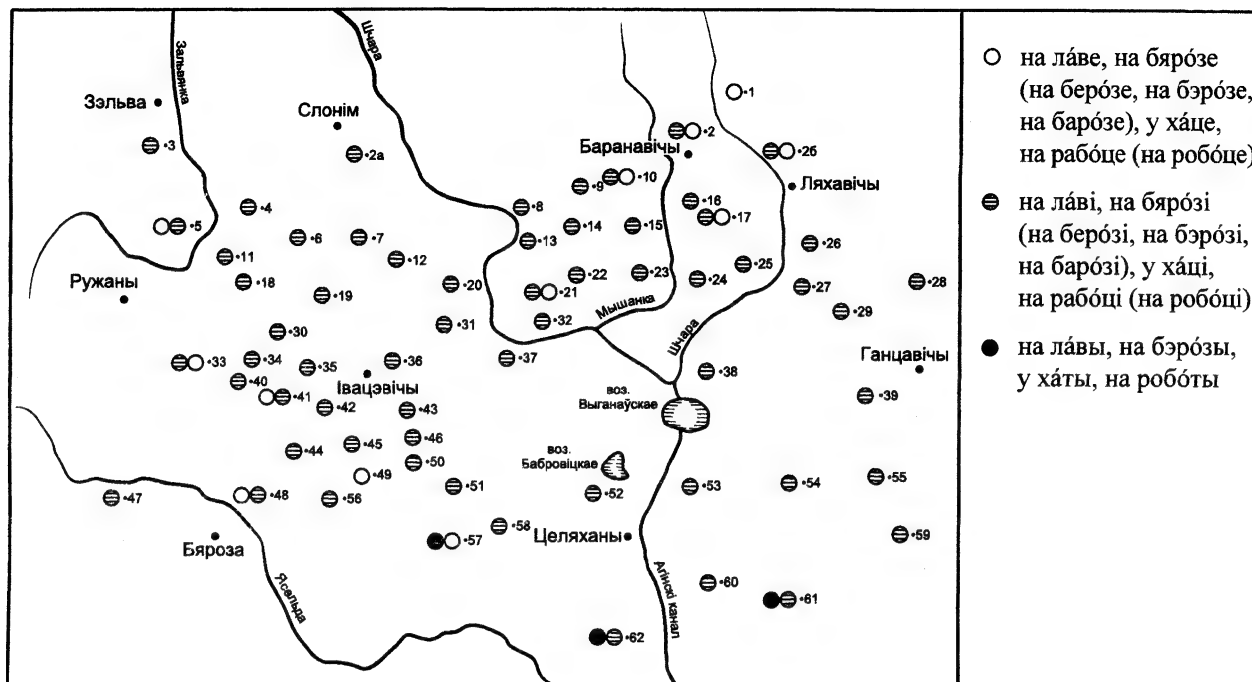 Зальвянка
Шчара
Зэльва
Слонім
•1
•2
Баранавічы
•2б
•3
•2а
•10
•9
Ляхавічы
•16
•4
•8
•17
•5
•6
•7
•14
•15
•13
•26
•11
•12
•25
•22
•23
•24
•28
•18
•20
•27
Ружаны
•19
•21
Мышанка
•29
•30
•31
•32
Шчара
•33
•34
•35
•36
•37
Ганцавічы
•38
•40
Івацэвічы
воз.
Выганаўскае
•39
•41
•42
•43
•46
•44
•45
воз.
Бабровіцкае
•50
•49
•55
•47
•48
•56
•51
•52
•53
•54
•58
Бяроза
•57
Целяханы
•59
Ясельда
Агінскі канал
•60
•61
•62
на ла́ве, на бяро́зе
(на беро́зе, на бэро́зе,
на баро́зе), у ха́це,
на рабо́це (на робо́це)
на ла́ві, на бяро́зі
(на беро́зі, на бэро́зі,
на баро́зі), у ха́ці,
на рабо́ці (на робо́ці)
на ла́вы, на бэро́зы,
у ха́ты, на робо́ты